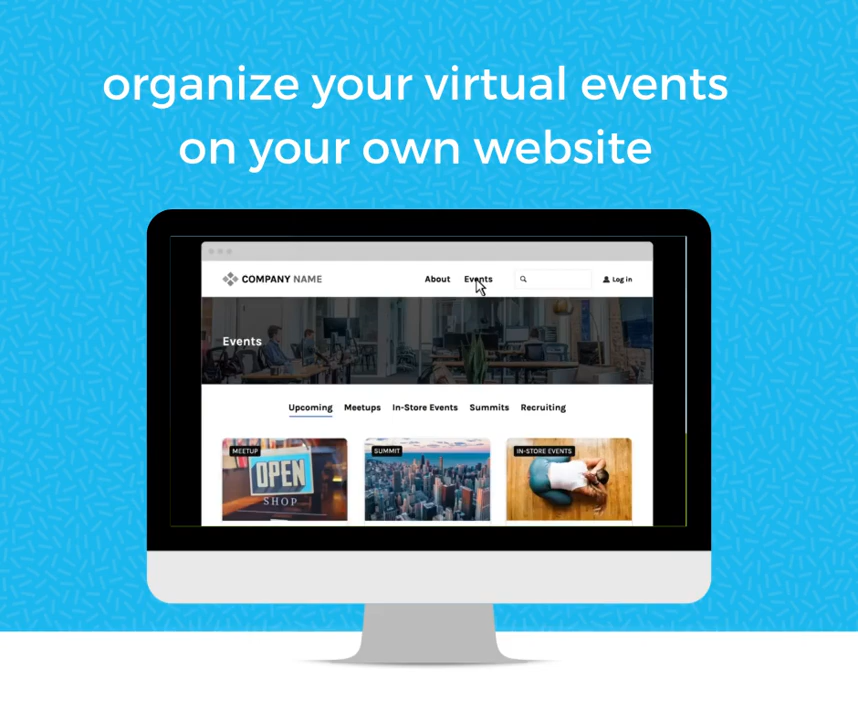 organize your virtual events
on your own website
COMPANY NAME
About Events Log in
Events
Upcoming Meetups In-Store Events Summits Recruiting
MEETUP SUMMIT IN-STORE EVENTS
OPEN
SHOP